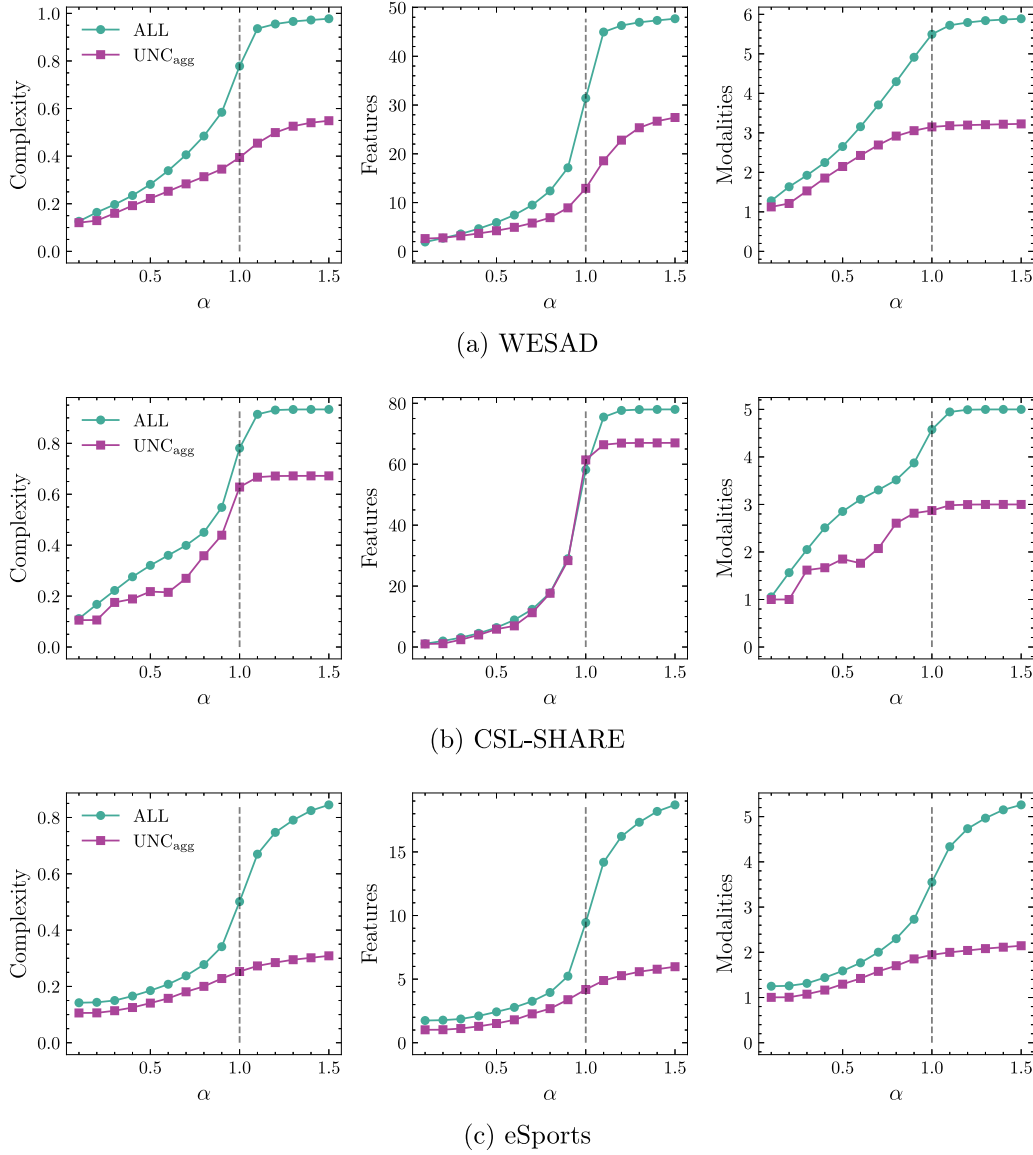 Complexity
1.0
0.8
0.6
0.4
0.2
0.0
ALL
UNCagg
0.5 1.0 1.5
α
Features
50
40
30
20
10
0
0.5 1.0 1.5
α
Modalities
6
5
4
3
2
1
0
0.5 1.0 1.5
α
(a) WESAD
Complexity
0.8
0.6
0.4
0.2
0.0
ALL
UNCagg
0.5 1.0 1.5
α
Features
80
60
40
20
0
0.5 1.0 1.5
α
Modalities
5
4
3
2
1
0
0.5 1.0 1.5
α
(b) CSL-SHARE
Complexity
0.8
0.6
0.4
0.2
0.0
ALL
UNCagg
0.5 1.0 1.5
α
Features
15
10
5
0
0.5 1.0 1.5
α
Modalities
5
4
3
2
1
0
0.5 1.0 1.5
α
(c) eSports